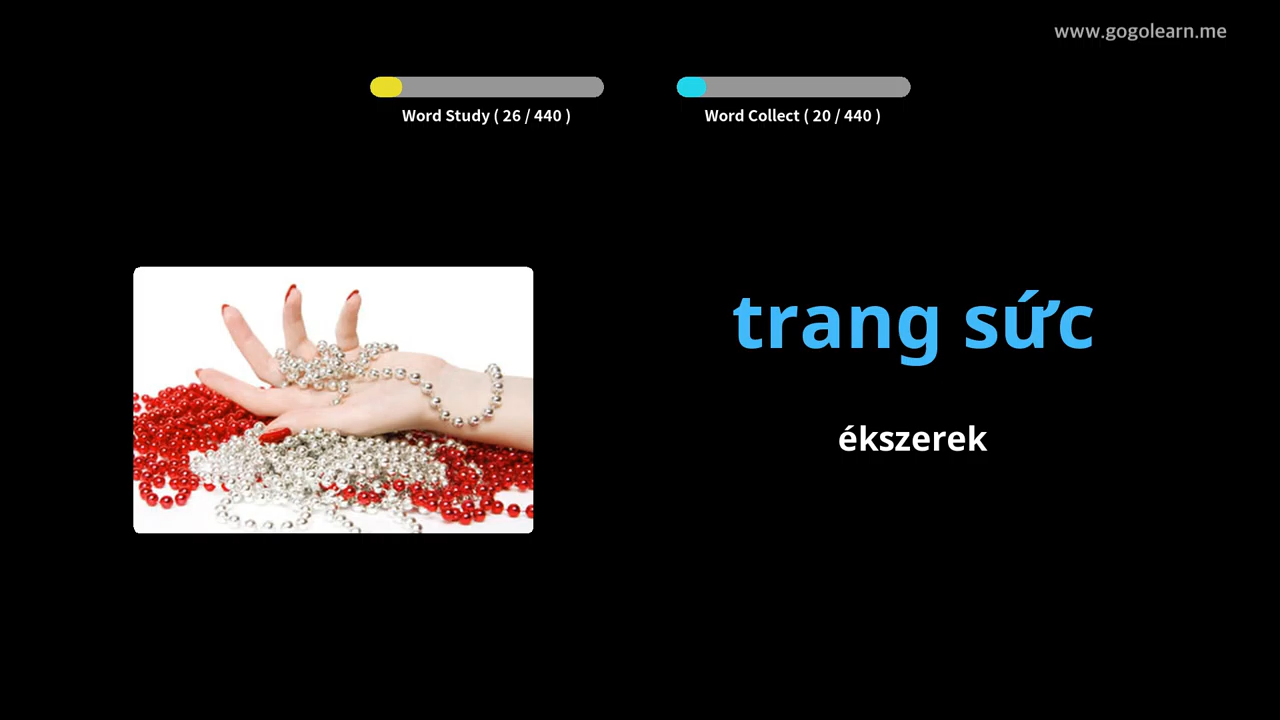 www.gogolearn.me
Word Study ( 26 / 440 )
Word Collect ( 20 / 440 )
trang sức
ékszerek